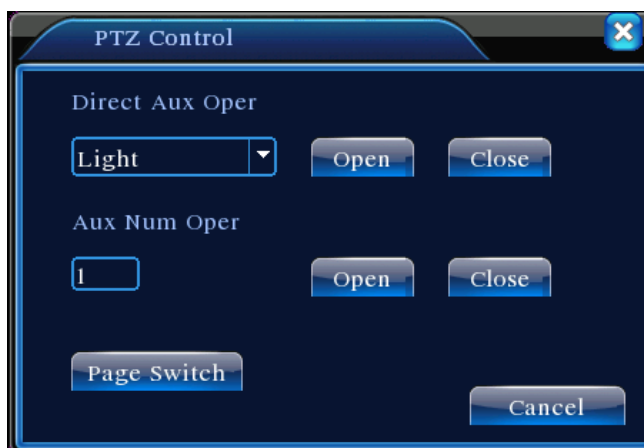 PTZ Control
Direct Aux Oper
Light Open Close
Aux Num Oper
1 Open Close
Page Switch
Cancel